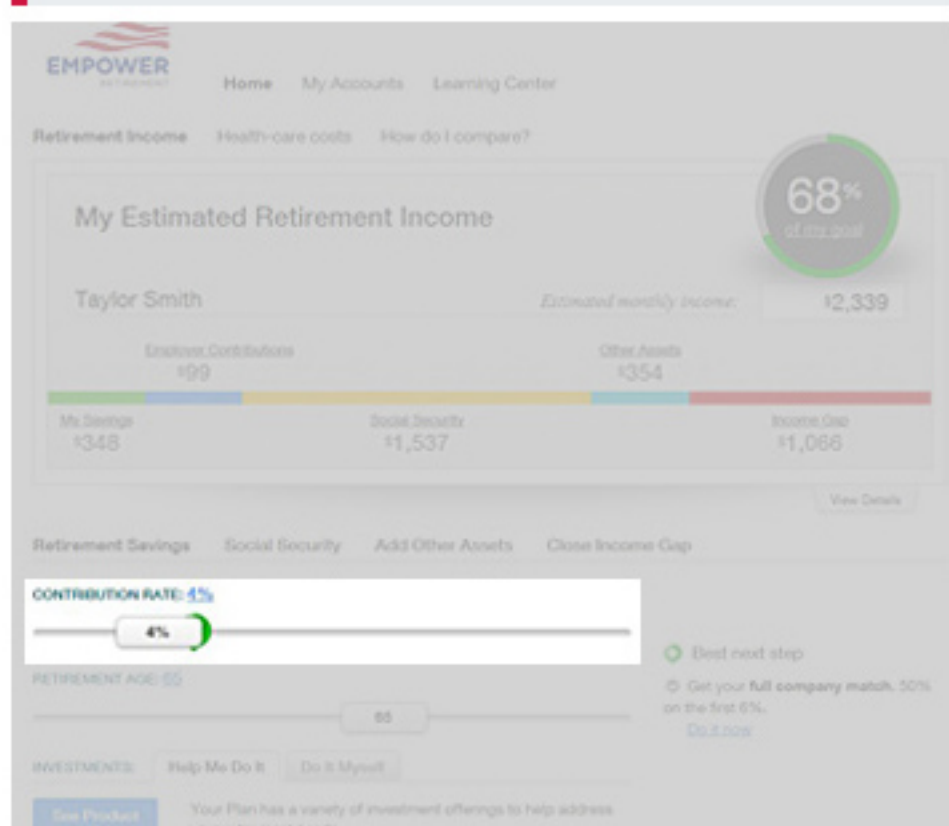 EMPOWER
RETIREMENT
Home My Accounts Learning Center
Retirement Income Health-care costs How do I compare?
68%
of my goal
My Estimated Retirement Income
Taylor Smith Estimated monthly income: $2,339
Employer Contributions Other Assets
$99 $354
My Savings Social Security Income Gap
$348 $1,537 $1,066
View Details
Retirement Savings Social Security Add Other Assets Close Income Gap
CONTRIBUTION RATE: 4%
4%
Best next step
RETIREMENT AGE: 65
Get your full company match. 50%
on the first 6%.
65
Do it now
INVESTMENTS: Help Me Do It Do It Myself
See Product Your Plan has a variety of investment offerings to help address